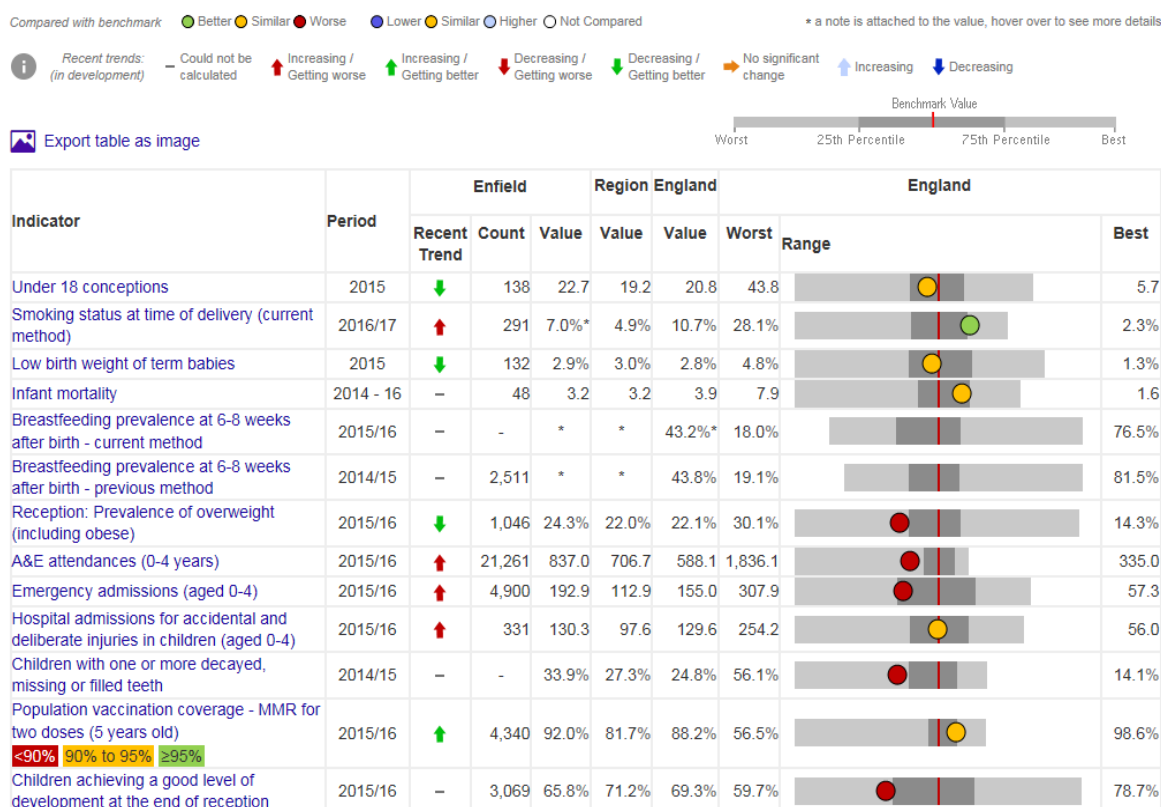 Compared with benchmark Better Similar Worse Lower Similar Higher Not Compared * a note is attached to the value, hover over to see more details
Recent trends: Could not be Increasing / Increasing / Decreasing / Decreasing / No significant
(in development) – calculated Getting worse Getting better Getting worse Getting better change Increasing Decreasing
Benchmark Value
Export table as image
Worst 25th Percentile 75th Percentile Best
Enfield Region England England
Indicator Period
Recent Trend Count Value Value Value Worst Range Best
Under 18 conceptions 2015 138 22.7 19.2 20.8 43.8 5.7
Smoking status at time of delivery (current
method) 2016/17 291 7.0%* 4.9% 10.7% 28.1% 2.3%
Low birth weight of term babies 2015 132 2.9% 3.0% 2.8% 4.8% 1.3%
Infant mortality 2014 - 16 – 48 3.2 3.2 3.9 7.9 1.6
Breastfeeding prevalence at 6-8 weeks
after birth - current method 2015/16 – - * * 43.2%* 18.0% 76.5%
Breastfeeding prevalence at 6-8 weeks
after birth - previous method 2014/15 – 2,511 * * 43.8% 19.1% 81.5%
Reception: Prevalence of overweight
(including obese) 2015/16 1,046 24.3% 22.0% 22.1% 30.1% 14.3%
A&E attendances (0-4 years) 2015/16 21,261 837.0 706.7 588.1 1,836.1 335.0
Emergency admissions (aged 0-4) 2015/16 4,900 192.9 112.9 155.0 307.9 57.3
Hospital admissions for accidental and
deliberate injuries in children (aged 0-4) 2015/16 331 130.3 97.6 129.6 254.2 56.0
Children with one or more decayed,
missing or filled teeth 2014/15 – - 33.9% 27.3% 24.8% 56.1% 14.1%
Population vaccination coverage - MMR for
two doses (5 years old) 2015/16 4,340 92.0% 81.7% 88.2% 56.5% 98.6%
<90% 90% to 95% ≥95%
Children achieving a good level of
development at the end of reception 2015/16 – 3,069 65.8% 71.2% 69.3% 59.7% 78.7%